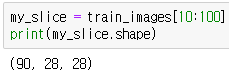 my_slice = train_images[10:100]
print(my_slice.shape)
(90, 28, 28)